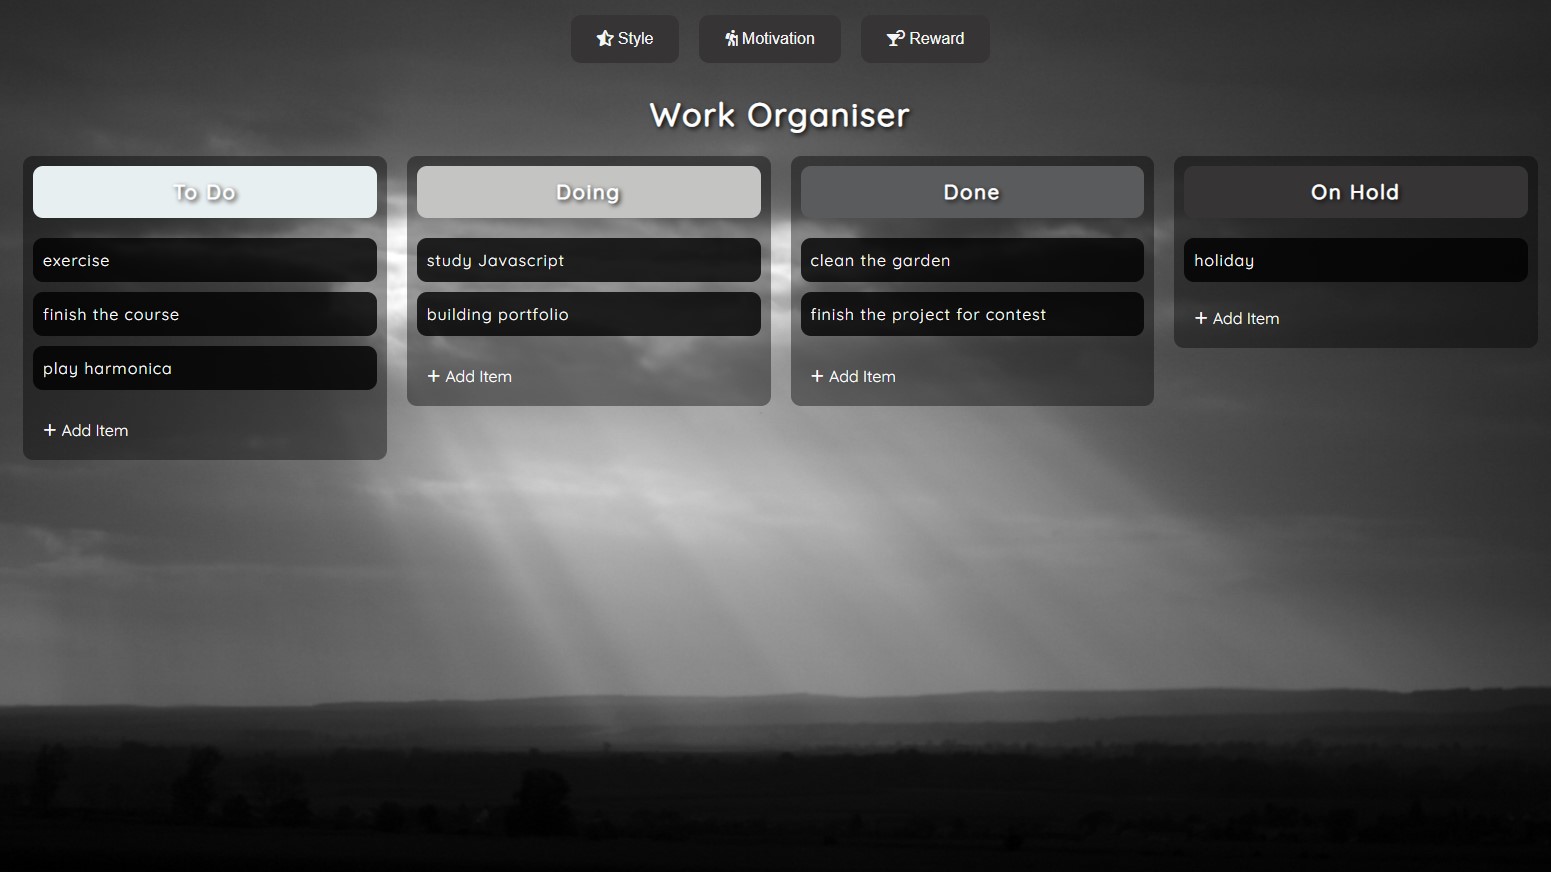 Style
Motivation
Reward
Work Organiser
To Do
exercise
finish the course
play harmonica
+ Add Item
Doing
study Javascript
building portfolio
+ Add Item
Done
clean the garden
finish the project for contest
+ Add Item
On Hold
holiday
+ Add Item